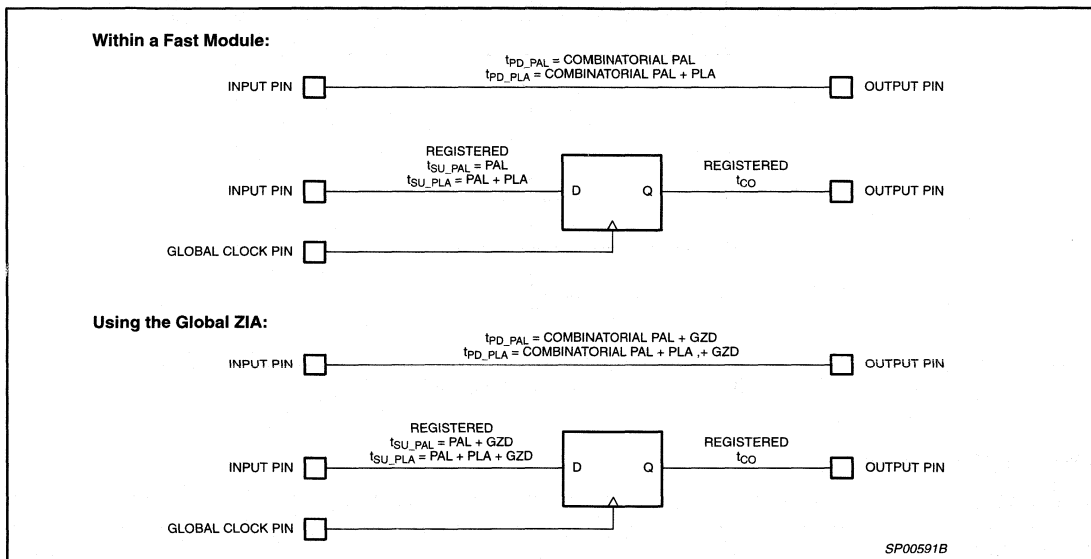 Within a Fast Module:
tPD_PAL = COMBINATORIAL PAL
tPD_PLA = COMBINATORIAL PAL + PLA
INPUT PIN
OUTPUT PIN
REGISTERED
tSU_PAL = PAL
tSU_PLA = PAL + PLA
REGISTERED
tCO
INPUT PIN
D
Q
OUTPUT PIN
GLOBAL CLOCK PIN
Using the Global ZIA:
tPD_PAL = COMBINATORIAL PAL + GZD
tPD_PLA = COMBINATORIAL PAL + PLA ,+ GZD
INPUT PIN
OUTPUT PIN
REGISTERED
tSU_PAL = PAL + GZD
tSU_PLA = PAL + PLA + GZD
REGISTERED
tCO
INPUT PIN
D
Q
OUTPUT PIN
GLOBAL CLOCK PIN
SP00591B